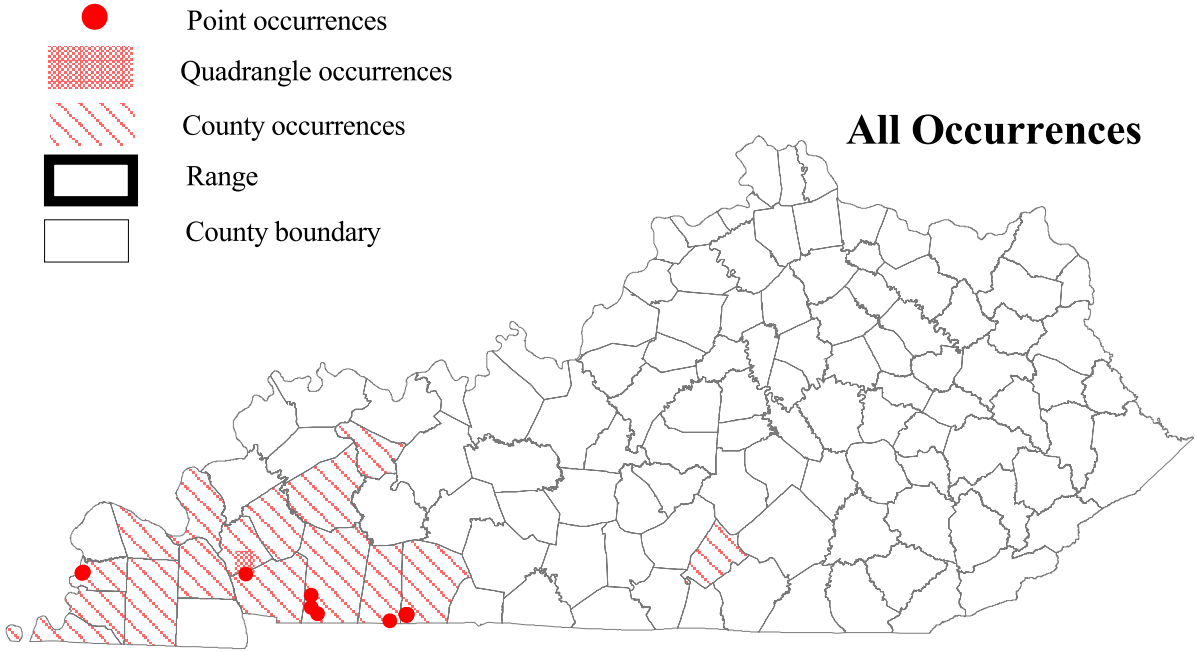 Point occurrences
Quadrangle occurrences
County occurrences
Range
County boundary
All Occurrences